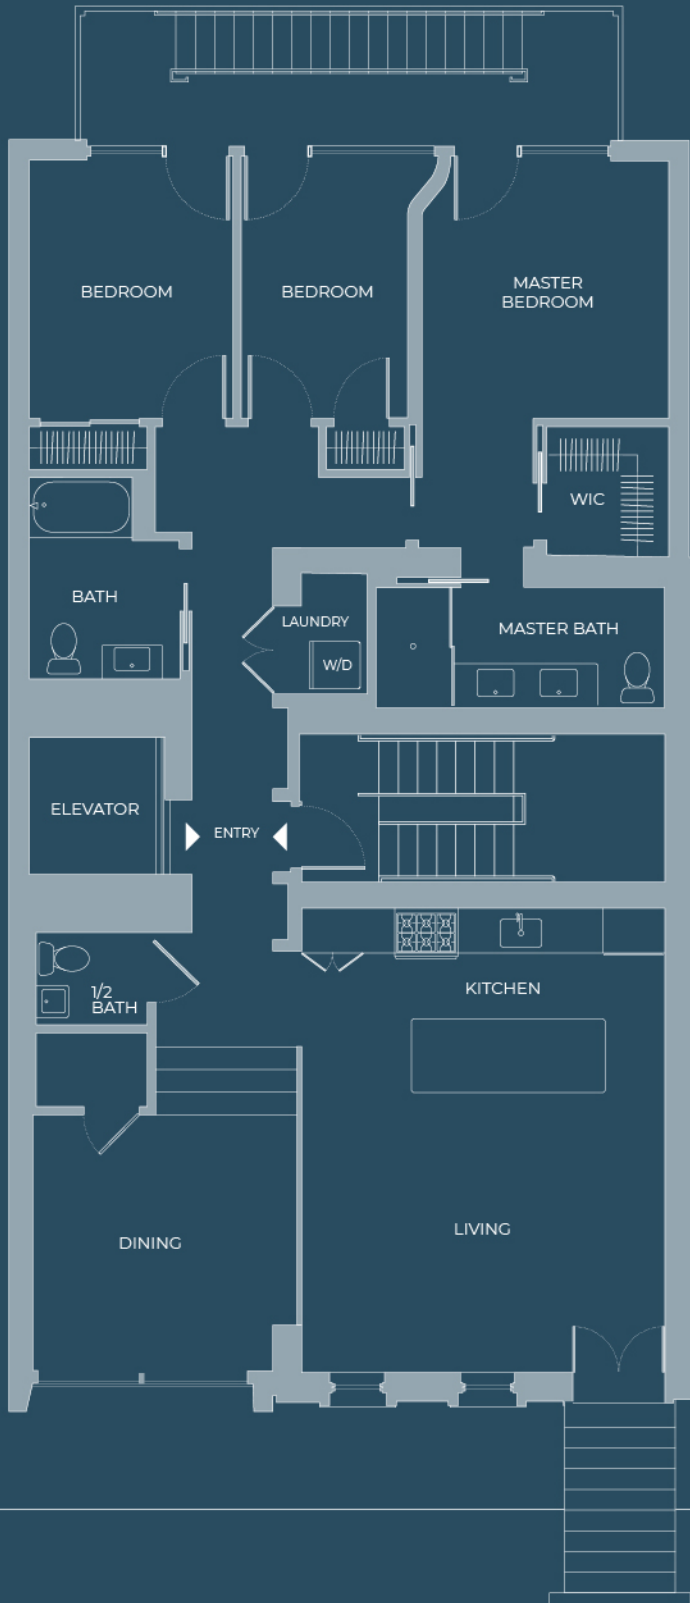 BEDROOM
BEDROOM
MASTER
BEDROOM
WIC
BATH
LAUNDRY
W/D
MASTER BATH
ELEVATOR
ENTRY
1/2
BATH
KITCHEN
DINING
LIVING